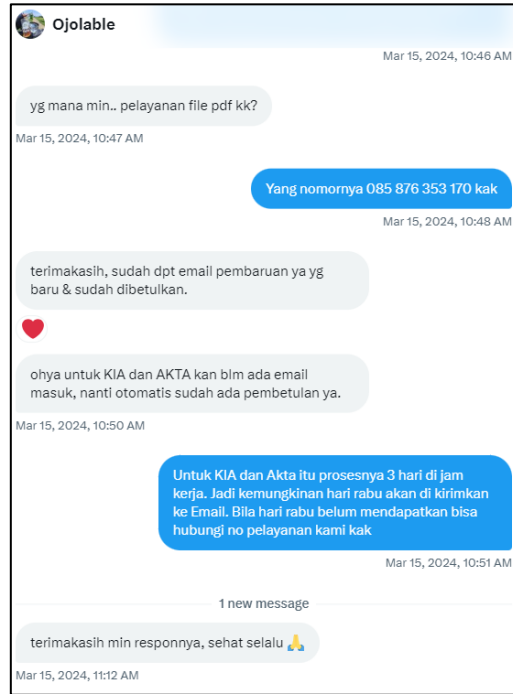 Ojolable
Mar 15, 2024, 10:46 AM
yg mana min.. pelayanan file pdf kk?
Mar 15, 2024, 10:47 AM
Yang nomornya 085 876 353 170 kak
Mar 15, 2024, 10:48 AM
terimakasih, sudah dpt email pembaruan ya yg
baru & sudah dibetulkan.
❤️
ohya untuk KIA dan AKTA kan blm ada email
masuk, nanti otomatis sudah ada pembetulan ya.
Mar 15, 2024, 10:50 AM
Untuk KIA dan Akta itu prosesnya 3 hari di jam
kerja. Jadi kemungkinan hari rabu akan di kirimkan
ke Email. Bila hari rabu belum mendapatkan bisa
hubungi no pelayanan kami kak
Mar 15, 2024, 10:51 AM
1 new message
terimakasih min responnya, sehat selalu 🙏
Mar 15, 2024, 11:12 AM